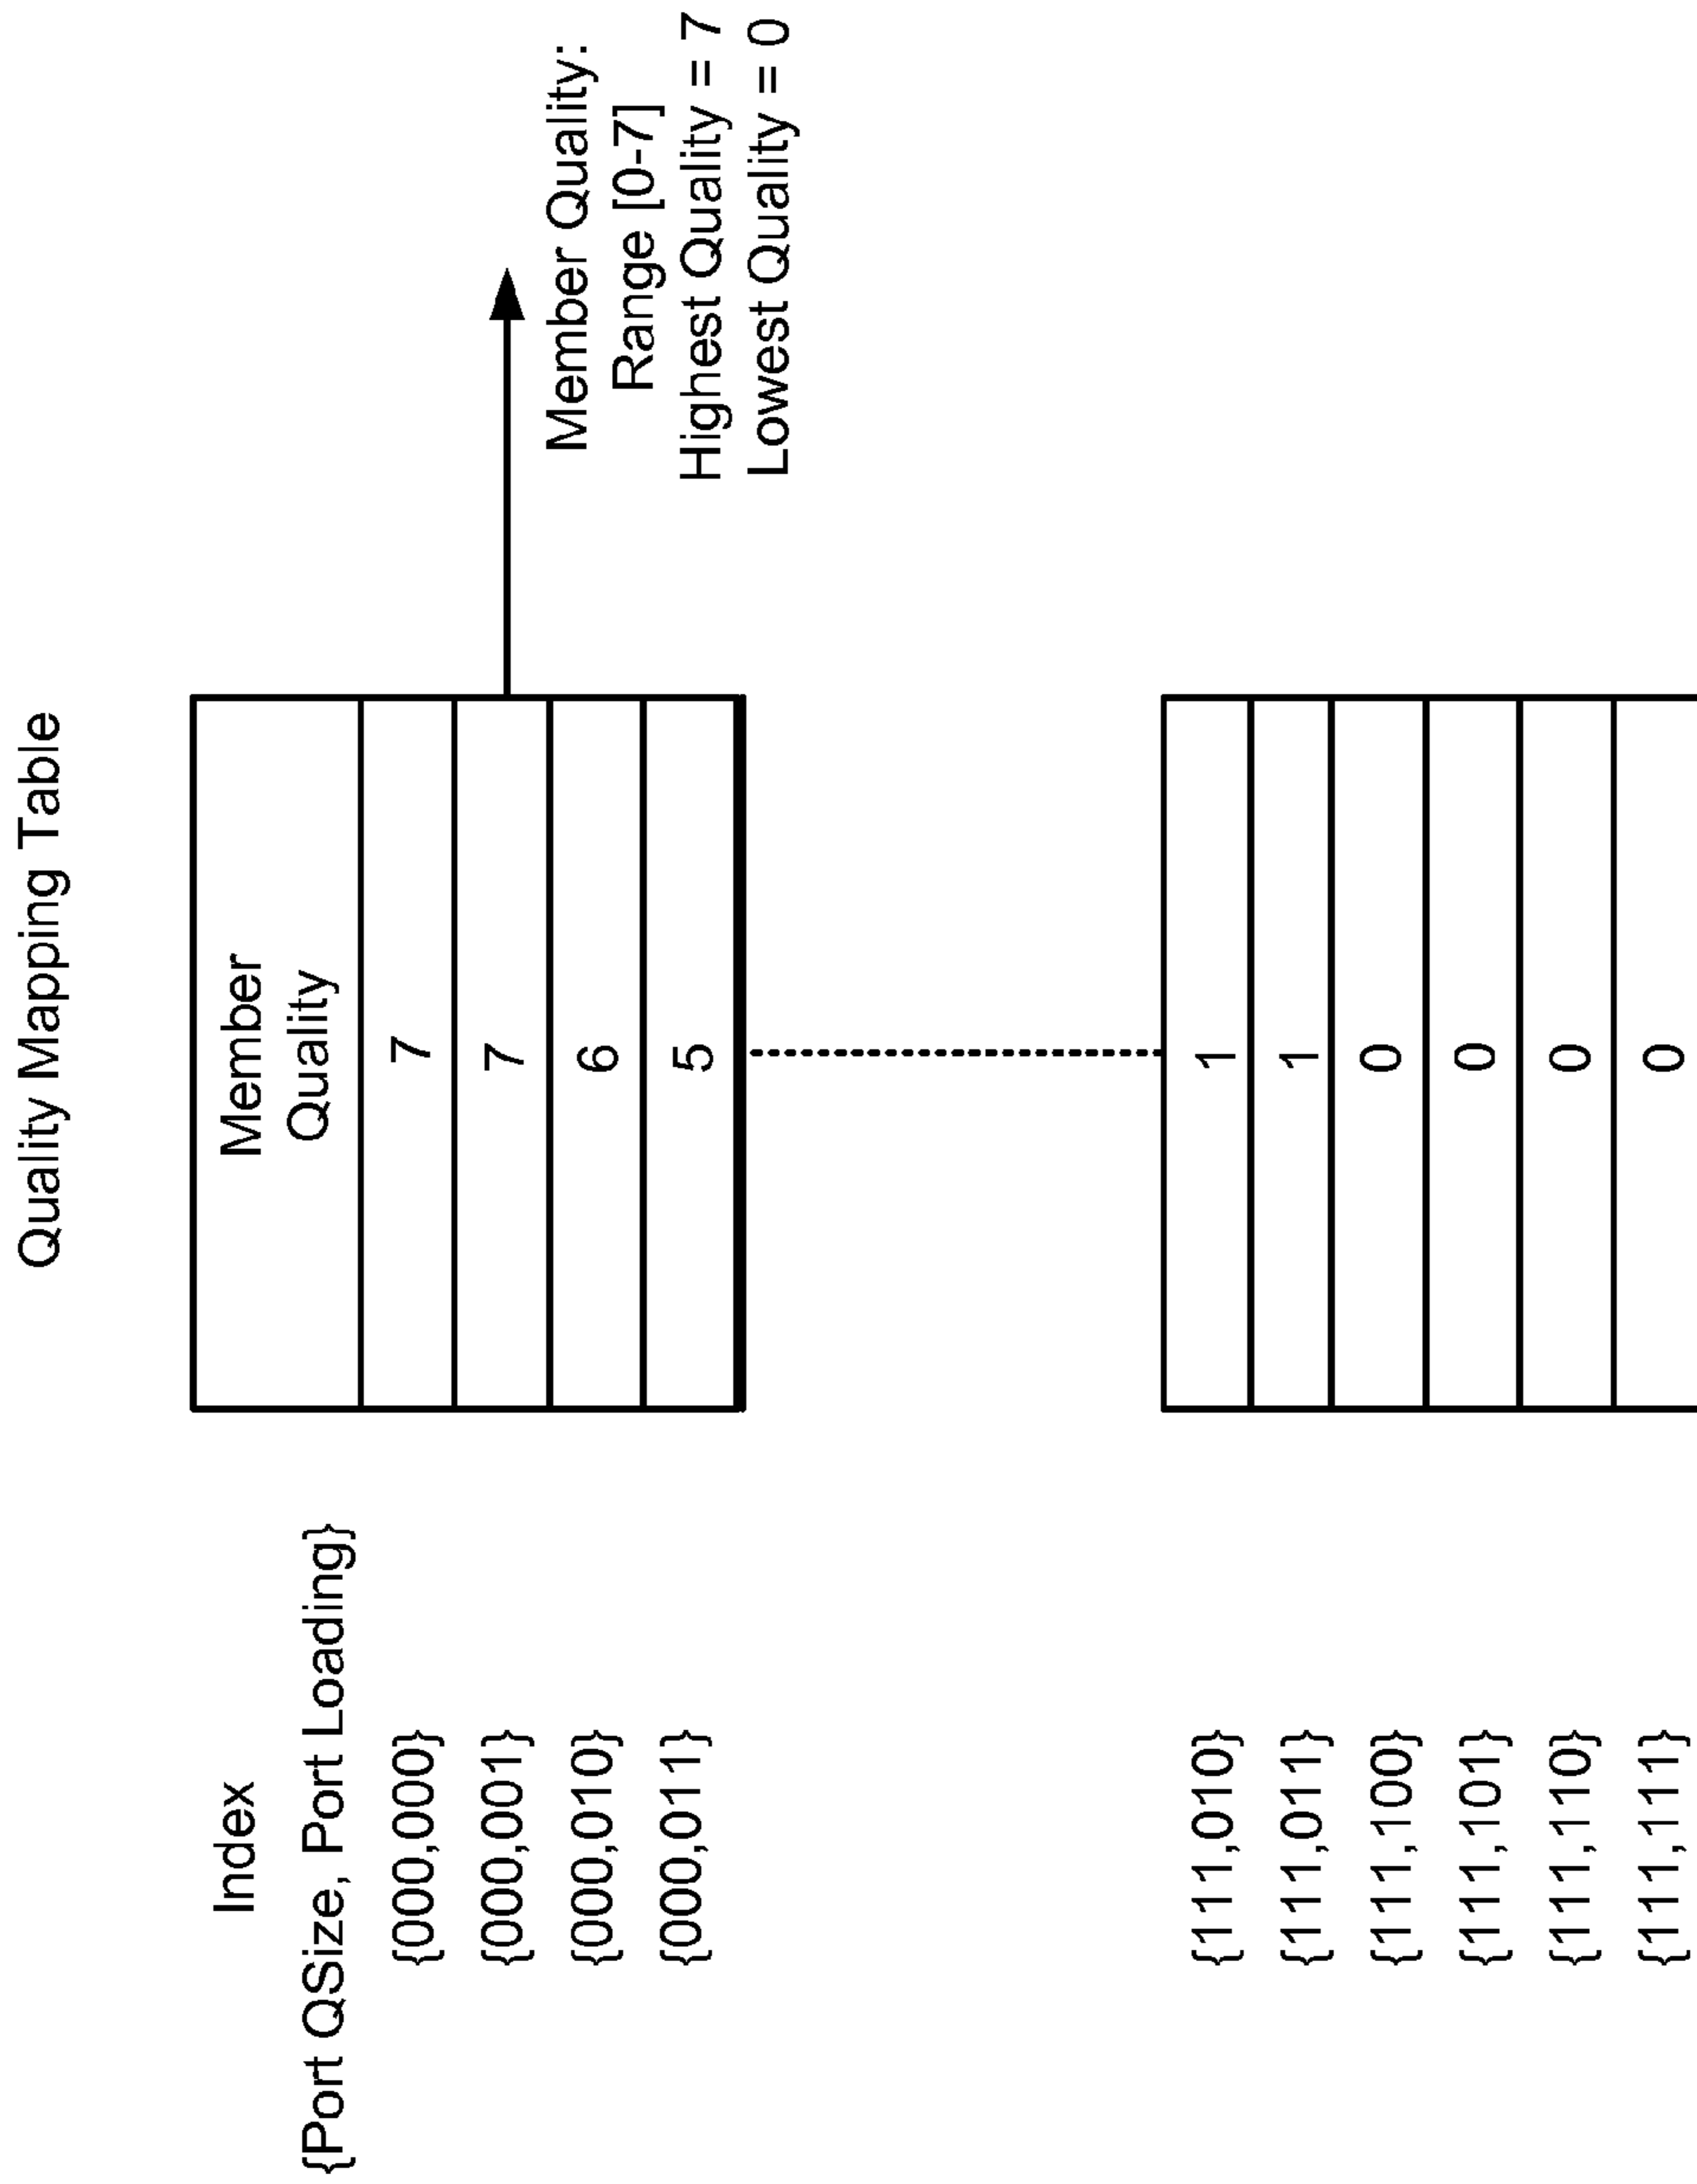 Quality Mapping Table
Index
{Port QSize, Port Loading}
Member
Quality
{000,000} 7
{000,001} 7
{000,010} 6
{000,011} 5
{111,010} 1
{111,011} 1
{111,100} 0
{111,101} 0
{111,110} 0
{111,111} 0
Member Quality:
Range [0-7]
Highest Quality = 7
Lowest Quality = 0